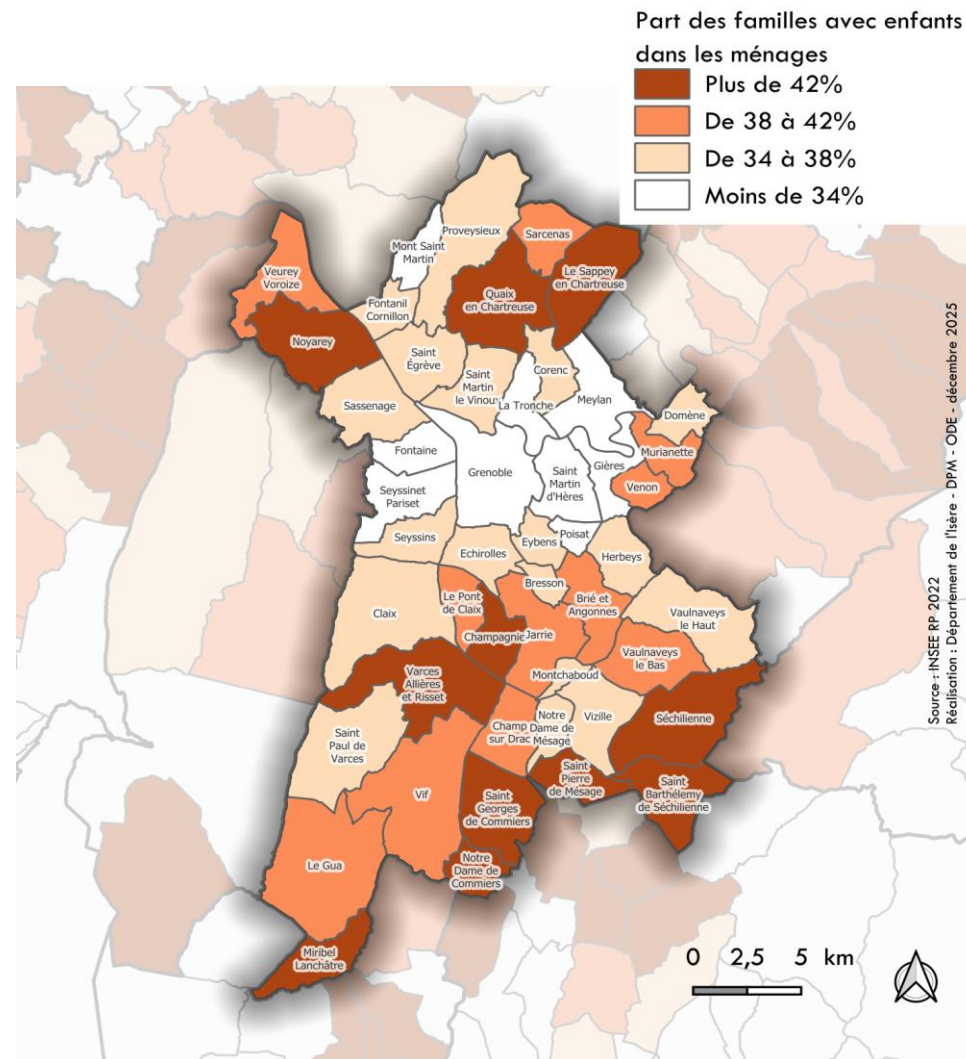 Part des familles avec enfants
dans les ménages
Plus de 42%
De 38 à 42%
De 34 à 38%
Moins de 34%
Proveysieux
Sarcenas
Mont Saint
Martin
Le Sappey
en Chartreuse
Veurey
Voroize
Quaix
en Chartreuse
Fontanil
Cornillon
Noyarey
Saint
Égrève
Saint
Martin
le Vinoux
Corenc
Sassenage
La Tronche
Meylan
Domène
Fontaine
Murianette
Grenoble
Saint
Martin
d'Hères
Gières
Venon
Seyssinet
Pariset
Seyssins
Echirolles
Eybens
Poisat
Herbeys
Bresson
Le Pont
de Claix
Brié et
Angonnes
Claix
Vaulnaveys
le Haut
Champagnier
Jarrie
Vaulnaveys
le Bas
Varces
Allières
et Risset
Montchaboud
Séchilienne
Champ
sur Drac
Notre
Dame de
Mésage
Vizille
Saint
Paul de
Varces
Saint
Pierre
de Mésage
Saint
Barthélemy
de Séchilienne
Vif
Saint
Georges
de Commiers
Le Gua
Notre
Dame de
Commiers
Miribel
Lanchâtre
0 2,5 5 km
Source : INSEE RP 2022
Réalisation : Département de l'Isère - DPM - ODE - décembre 2025